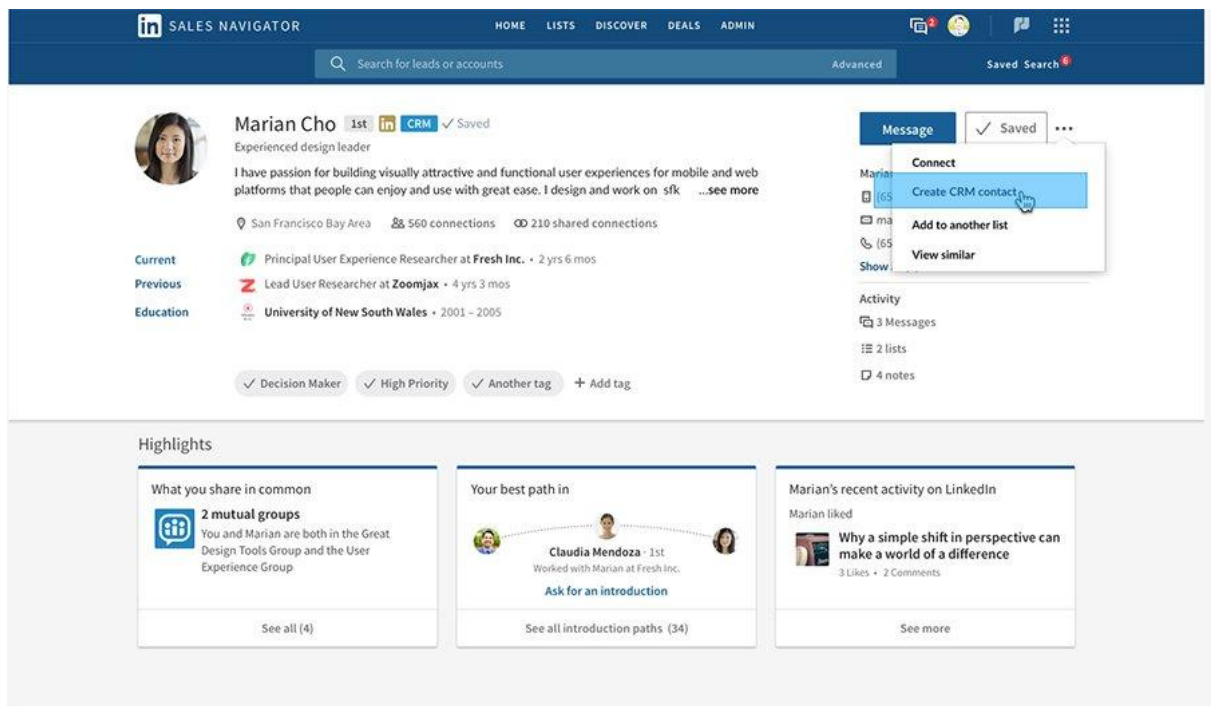 in SALES NAVIGATOR
HOME LISTS DISCOVER DEALS ADMIN
2
Search for leads or accounts
Advanced
Saved Search 6
Marian Cho 1st in CRM ✓ Saved
Experienced design leader
I have passion for building visually attractive and functional user experiences for mobile and web
platforms that people can enjoy and use with great ease. I design and work on sfk ...see more
San Francisco Bay Area 560 connections 210 shared connections
Current Principal User Experience Researcher at Fresh Inc. • 2 yrs 6 mos
Previous Lead User Researcher at Zoomjax • 4 yrs 3 mos
Education University of New South Wales • 2001 – 2005
✓ Decision Maker ✓ High Priority ✓ Another tag + Add tag
Message ✓ Saved •••
Connect
Create CRM contact
Add to another list
View similar
(65
ma
(65
Show
Activity
3 Messages
2 lists
4 notes
Highlights
What you share in common
2 mutual groups
You and Marian are both in the Great
Design Tools Group and the User
Experience Group
See all (4)
Your best path in
Claudia Mendoza · 1st
Worked with Marian at Fresh Inc.
Ask for an introduction
See all introduction paths (34)
Marian's recent activity on LinkedIn
Marian liked
Why a simple shift in perspective can
make a world of a difference
3 Likes • 2 Comments
See more